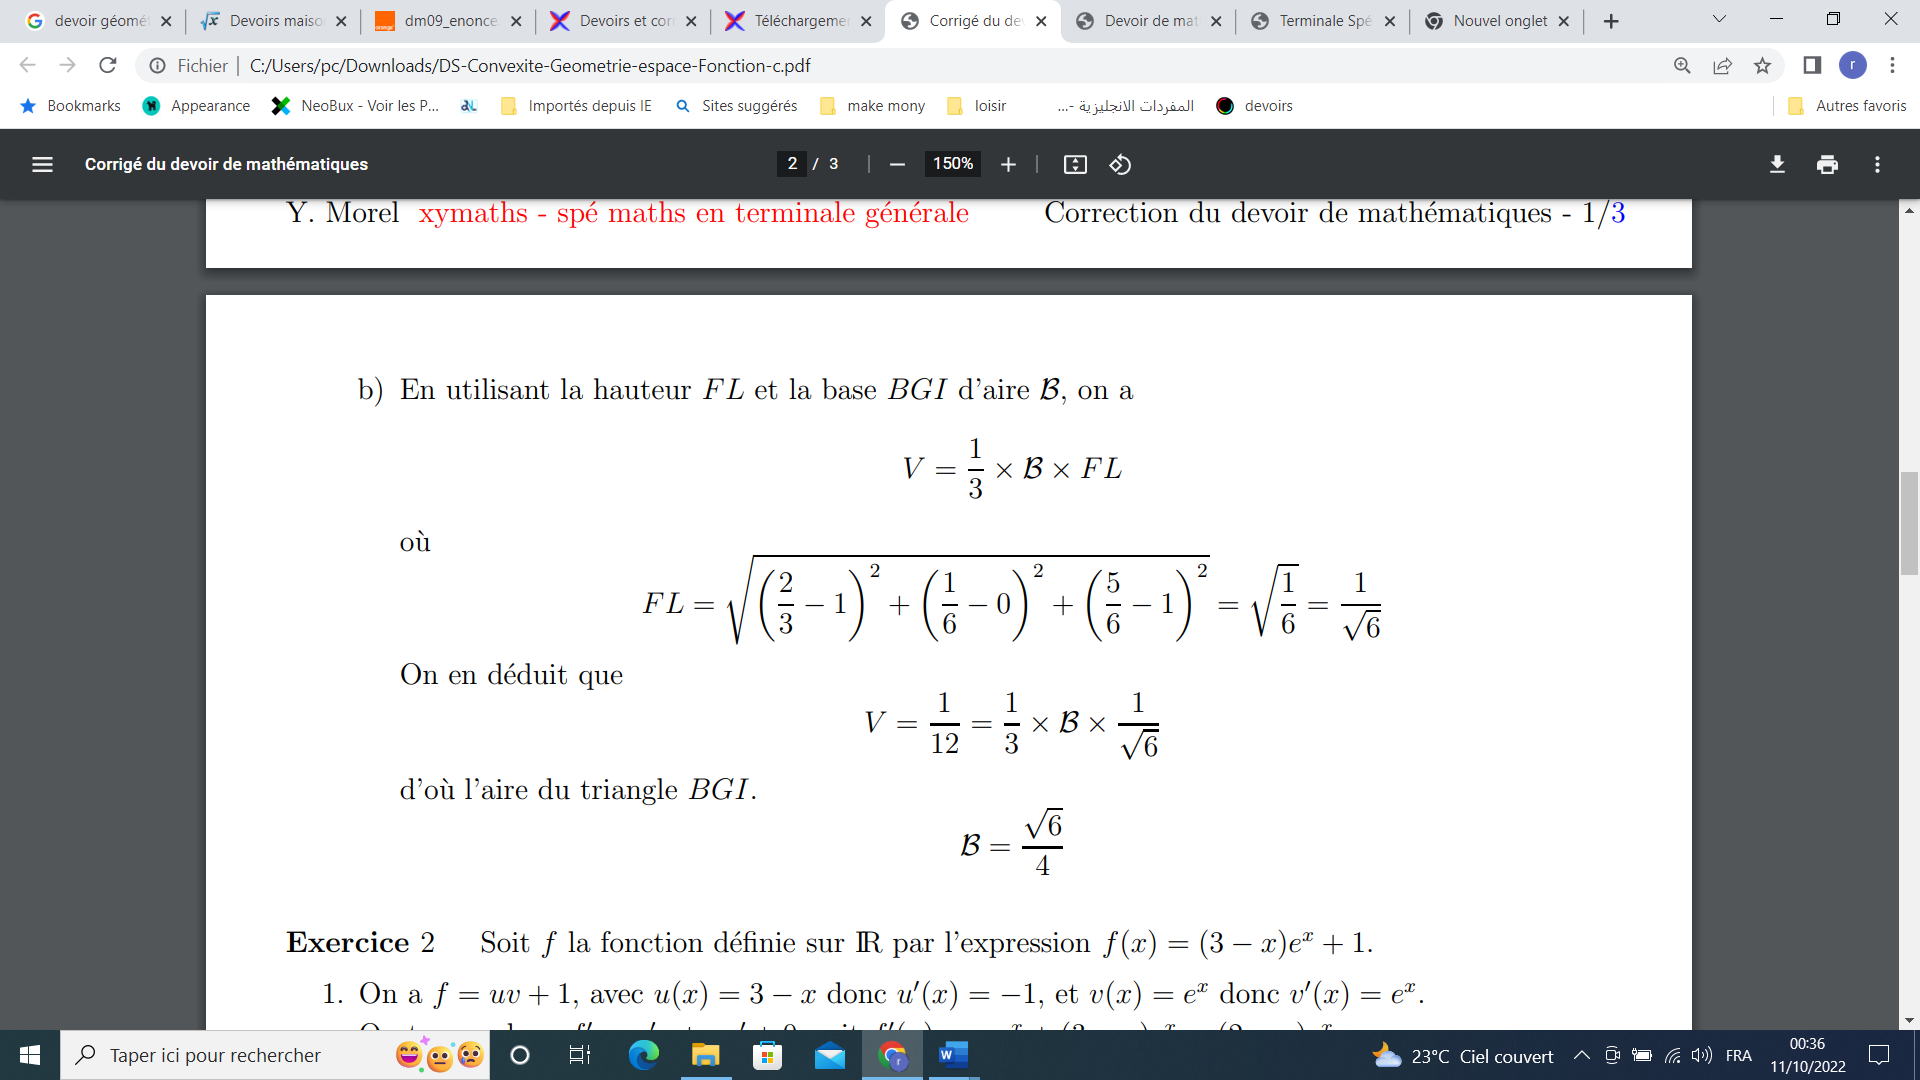 devoir géomé
Devoirs maiso
dm09_enonce
Devoirs et cor
Téléchargeme
Corrigé du de
Devoir de mat
Terminale Spé
Nouvel onglet
Fichier | C:/Users/pc/Downloads/DS-Convexite-Geometrie-espace-Fonction-c.pdf
r
Bookmarks
Appearance
NeoBux - Voir les P...
Importés depuis IE
Sites suggérés
make mony
loisir
المفردات الانجليزية -...
devoirs
Autres favoris
Corrigé du devoir de mathématiques
2 / 3 | — 150% + |
Y. Morel xymaths - spé maths en terminale générale Correction du devoir de mathématiques - 1/3
b) En utilisant la hauteur FL et la base BGI d'aire ℬ, on a
V = 1/3 × ℬ × FL
où
FL = √((2/3 − 1)² + (1/6 − 0)² + (5/6 − 1)²) = √(1/6) = 1/√6
On en déduit que
V = 1/12 = 1/3 × ℬ × 1/√6
d'où l'aire du triangle BGI.
ℬ = √6/4
Exercice 2 Soit f la fonction définie sur ℝ par l'expression f(x) = (3 − x)eˣ + 1.
1. On a f = uv + 1, avec u(x) = 3 − x donc u′(x) = −1, et v(x) = eˣ donc v′(x) = eˣ.
Taper ici pour rechercher
23°C Ciel couvert
FRA
00:36
11/10/2022